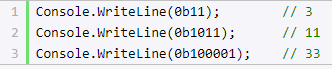 1 Console.WriteLine(0b11); // 3
2 Console.WriteLine(0b1011); // 11
3 Console.WriteLine(0b100001); // 33